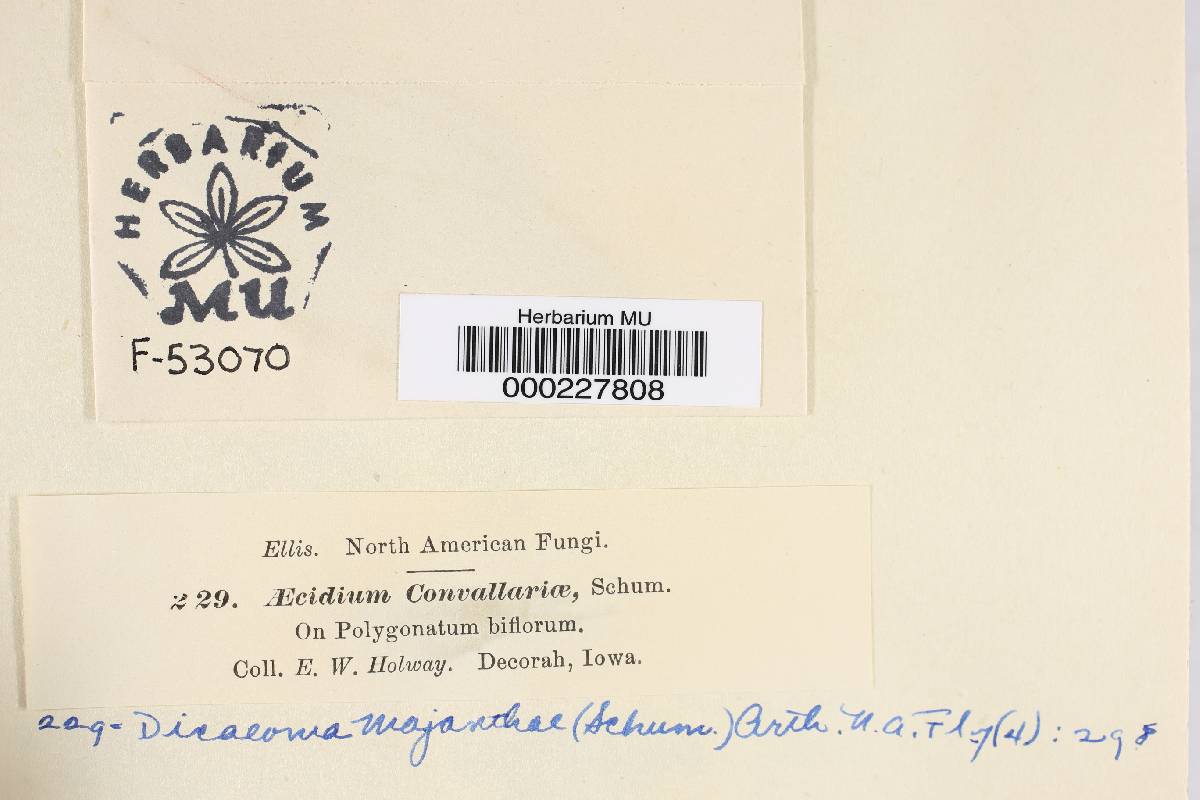 HERBARIUM
MU
F-53070
Herbarium MU
000227808
Ellis. North American Fungi.
229. Æcidium Convallariæ, Schum.
On Polygonatum biflorum.
Coll. E. W. Holway. Decorah, Iowa.
229- Dicaeoma Majanthae (Schum.) Arth. N. A. Fl. 7(4) : 298